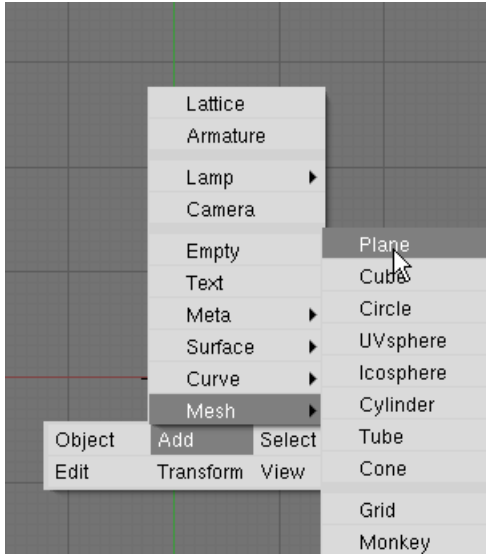 Lattice
Armature
Lamp
Camera
Empty
Text
Meta
Surface
Curve
Mesh
Object Add Select
Edit Transform View
Plane
Cube
Circle
UVsphere
Icosphere
Cylinder
Tube
Cone
Grid
Monkey